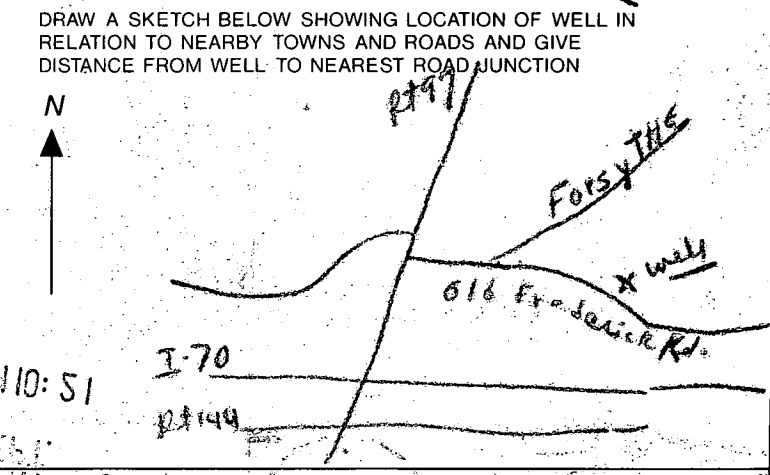 DRAW A SKETCH BELOW SHOWING LOCATION OF WELL IN
RELATION TO NEARBY TOWNS AND ROADS AND GIVE
DISTANCE FROM WELL TO NEAREST ROAD JUNCTION
N
Rt97
Forsythe
x well
Frederick Rd.
I-70
110:51
Rt144